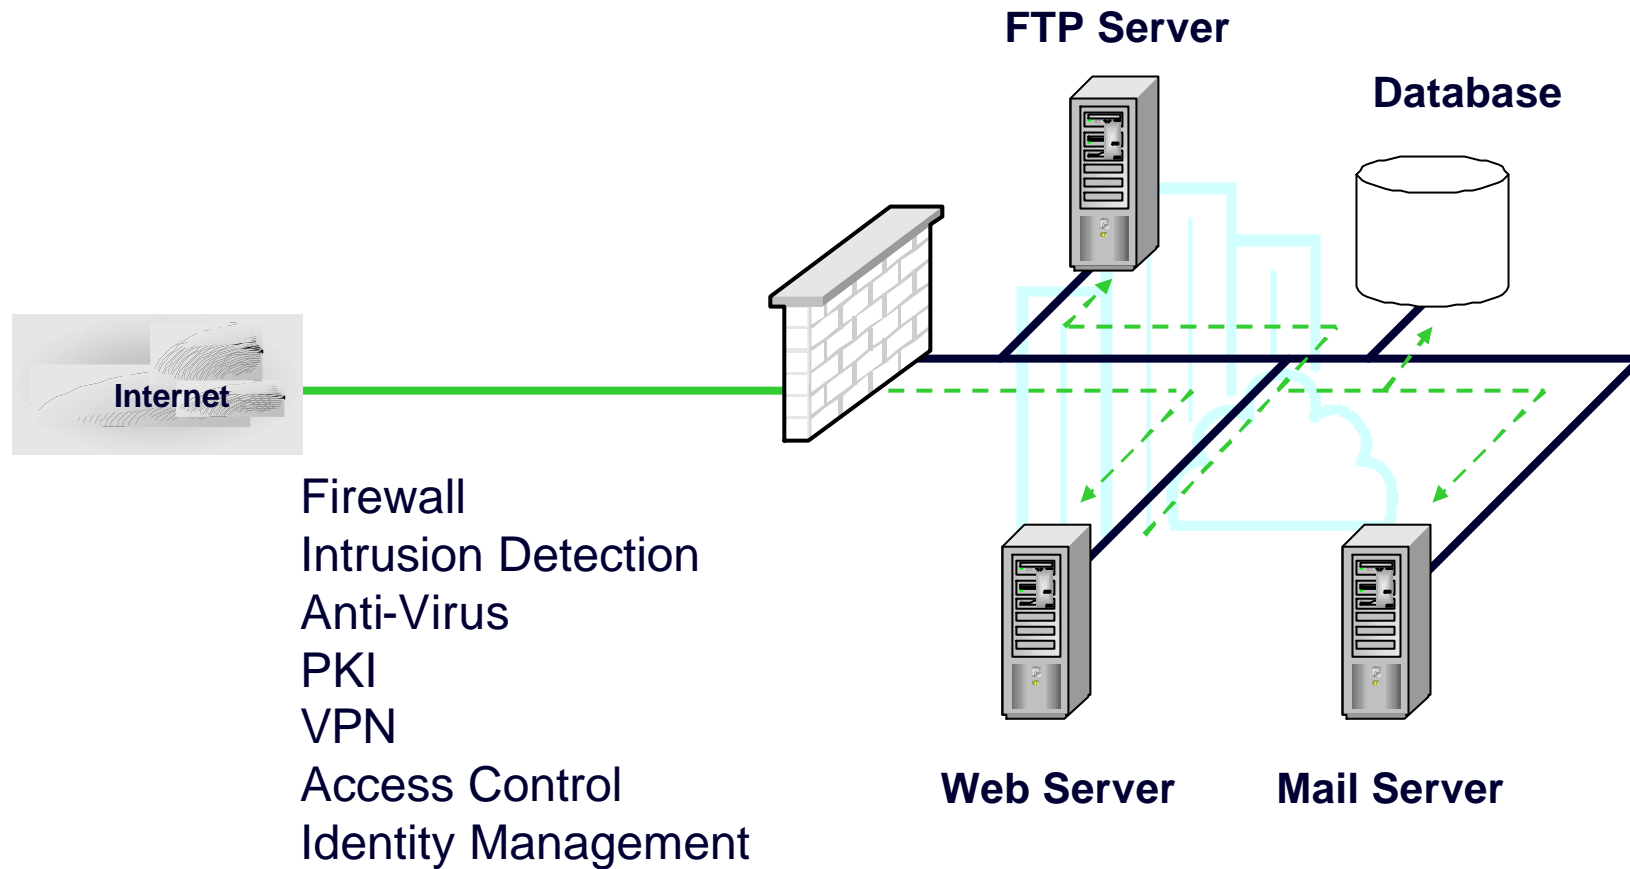 FTP Server
Database
Internet
Firewall
Intrusion Detection
Anti-Virus
PKI
VPN
Access Control
Identity Management
Web Server
Mail Server